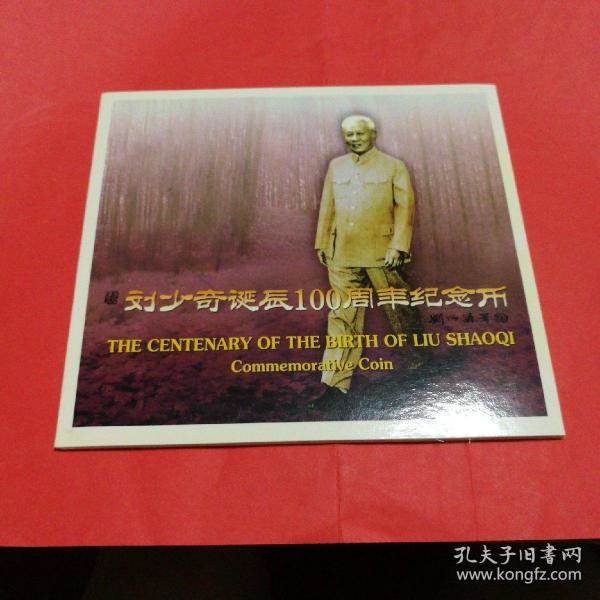 刘少奇诞辰100周年纪念币
THE CENTENARY OF THE BIRTH OF LIU SHAOQI
Commemorative Coin
孔夫子旧书网
www.kongfz.com